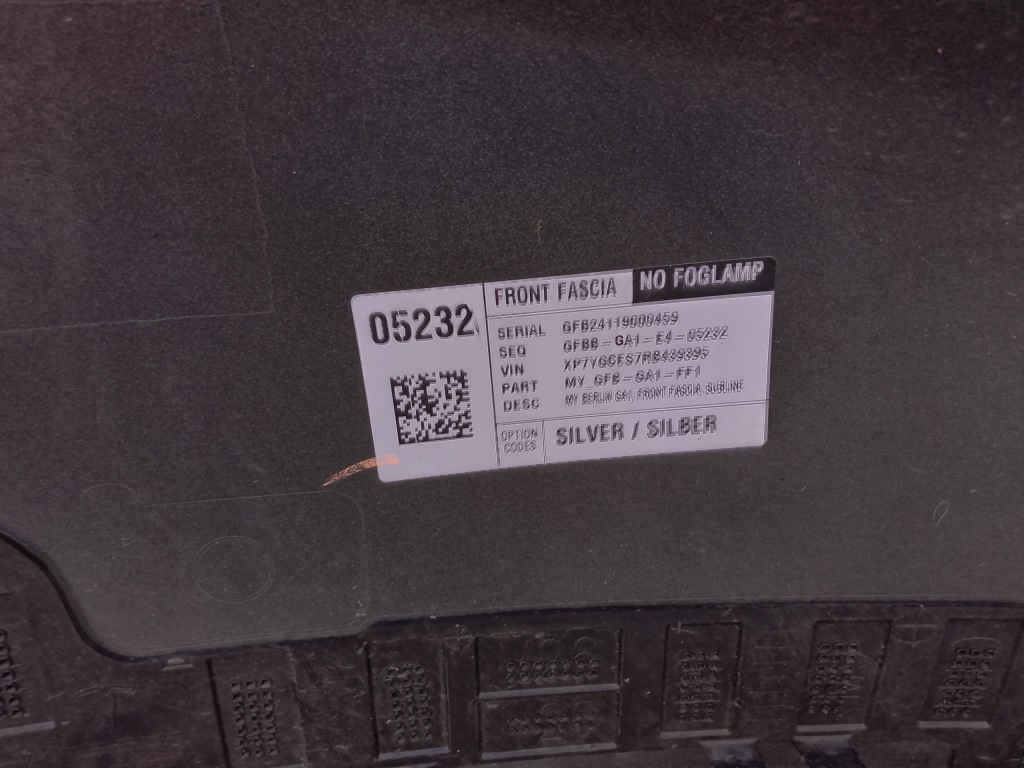 05232
FRONT FASCIA NO FOGLAMP
SERIAL GFB24119000459
SEQ GFBB-GA1-E4-05232
VIN XP7YGCES7RB439395
PART MY_GFB-GA1-FF1
DESC MY BERLIN GA1, FRONT FASCIA, SUBLINE
OPTION CODES SILVER / SILBER